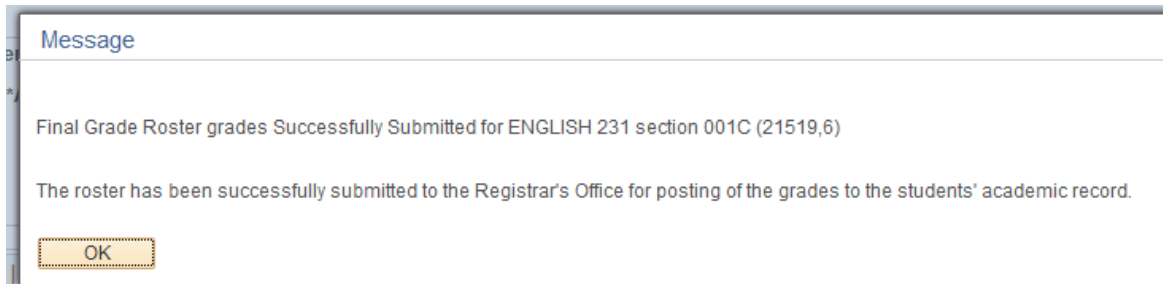 Message
Final Grade Roster grades Successfully Submitted for ENGLISH 231 section 001C (21519,6)
The roster has been successfully submitted to the Registrar's Office for posting of the grades to the students' academic record.
OK